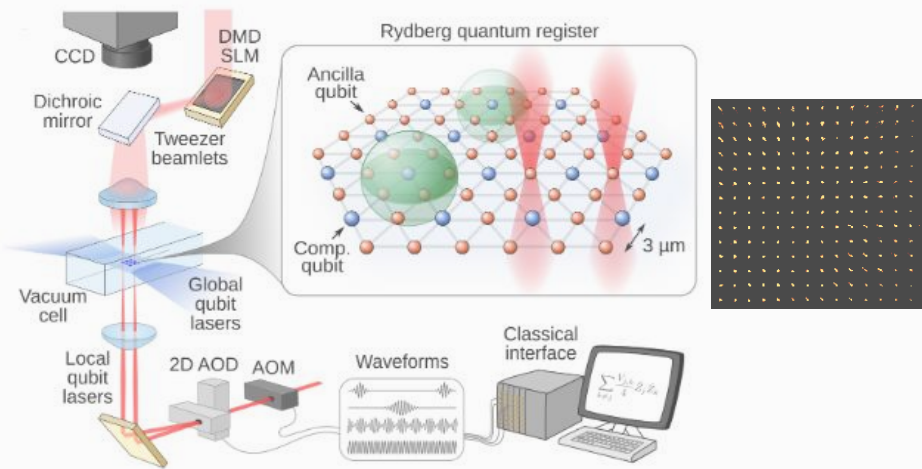 CCD
DMD
SLM
Dichroic
mirror
Tweezer
beamlets
Rydberg quantum register
Ancilla
qubit
Comp.
qubit
3 μm
Vacuum
cell
Global
qubit
lasers
Local
qubit
lasers
2D AOD
AOM
Waveforms
Classical
interface